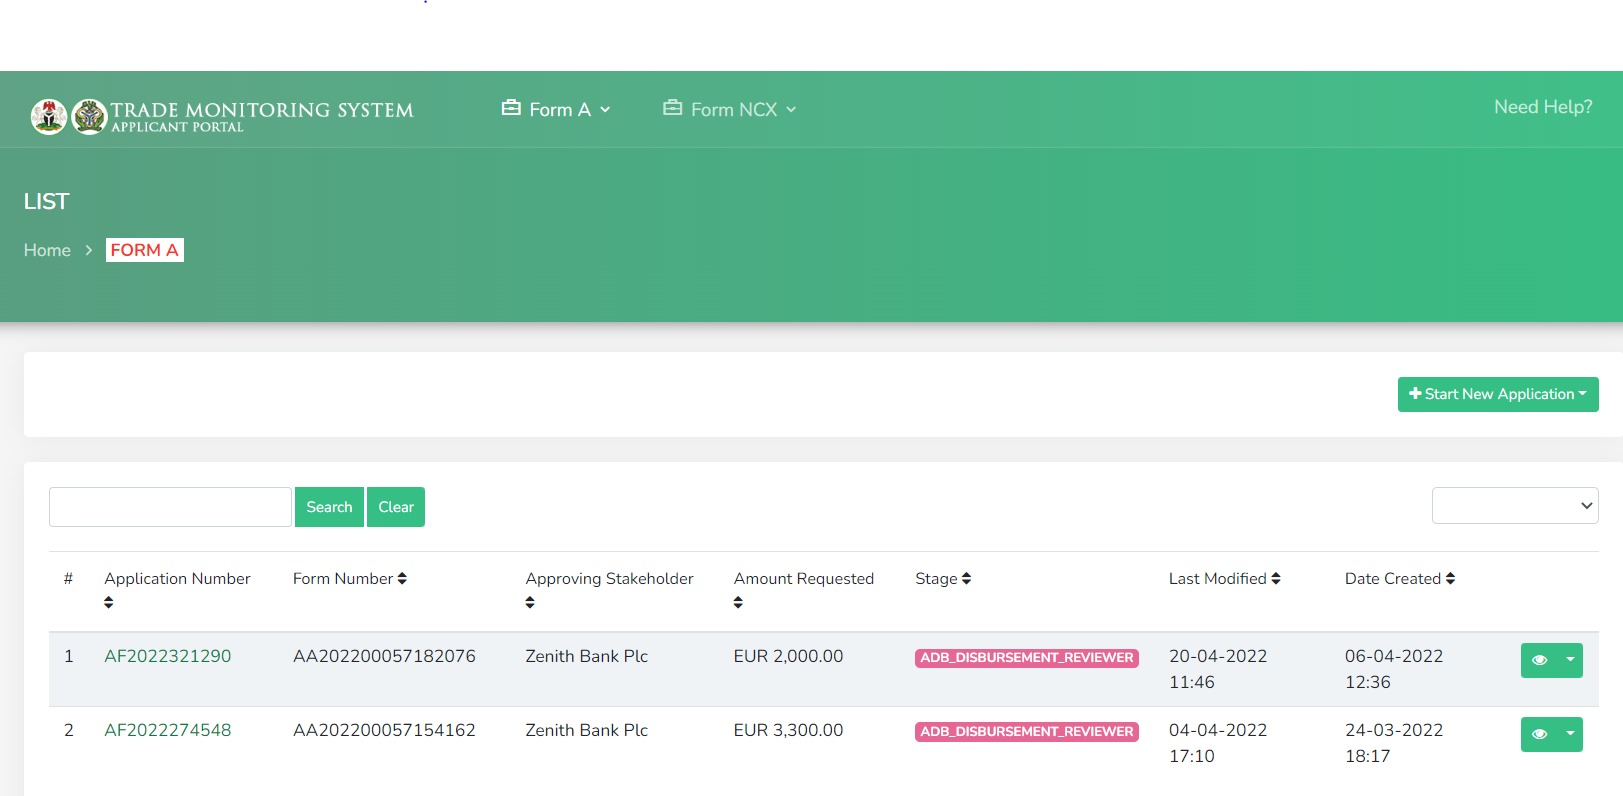 TRADE MONITORING SYSTEM
APPLICANT PORTAL
Form A
Form NCX
Need Help?
LIST
Home > FORM A
Start New Application
Search Clear
# Application Number Form Number Approving Stakeholder Amount Requested Stage Last Modified Date Created
1 AF2022321290 AA202200057182076 Zenith Bank Plc EUR 2,000.00 ADB_DISBURSEMENT_REVIEWER 20-04-2022 06-04-2022
11:46 12:36
2 AF2022274548 AA202200057154162 Zenith Bank Plc EUR 3,300.00 ADB_DISBURSEMENT_REVIEWER 04-04-2022 24-03-2022
17:10 18:17